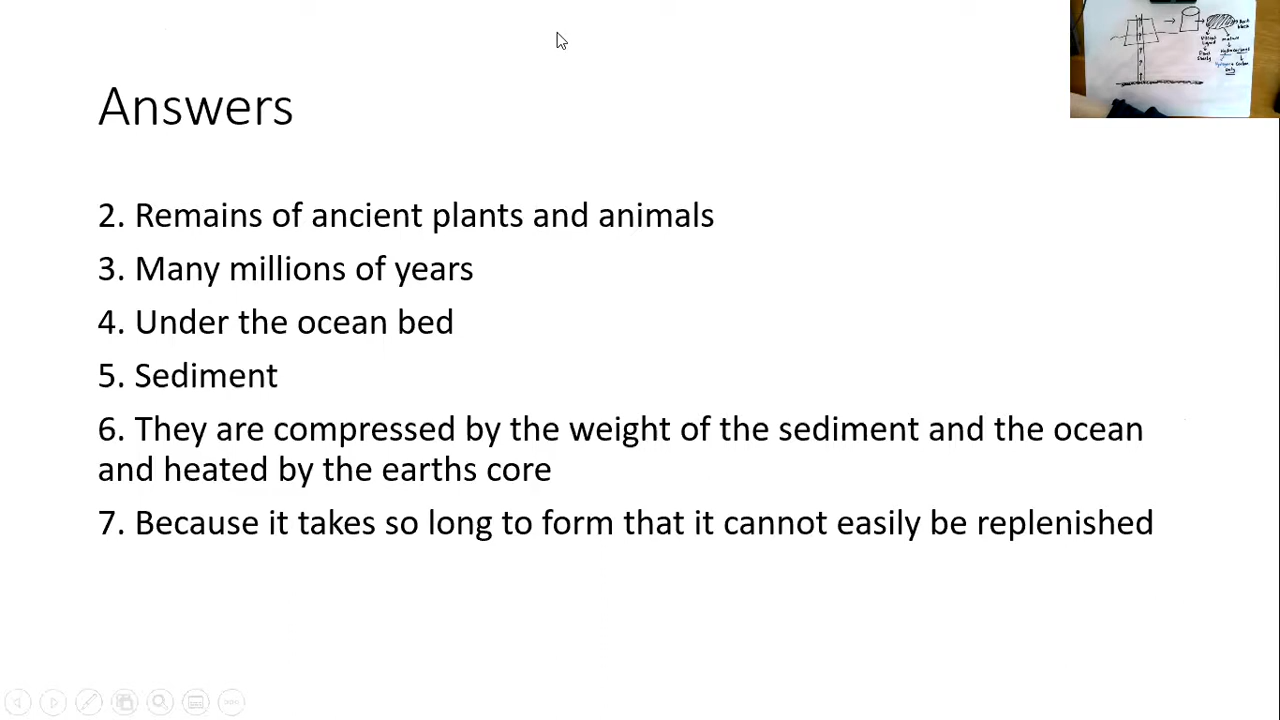 Answers
2. Remains of ancient plants and animals
3. Many millions of years
4. Under the ocean bed
5. Sediment
6. They are compressed by the weight of the sediment and the ocean
and heated by the earths core
7. Because it takes so long to form that it cannot easily be replenished